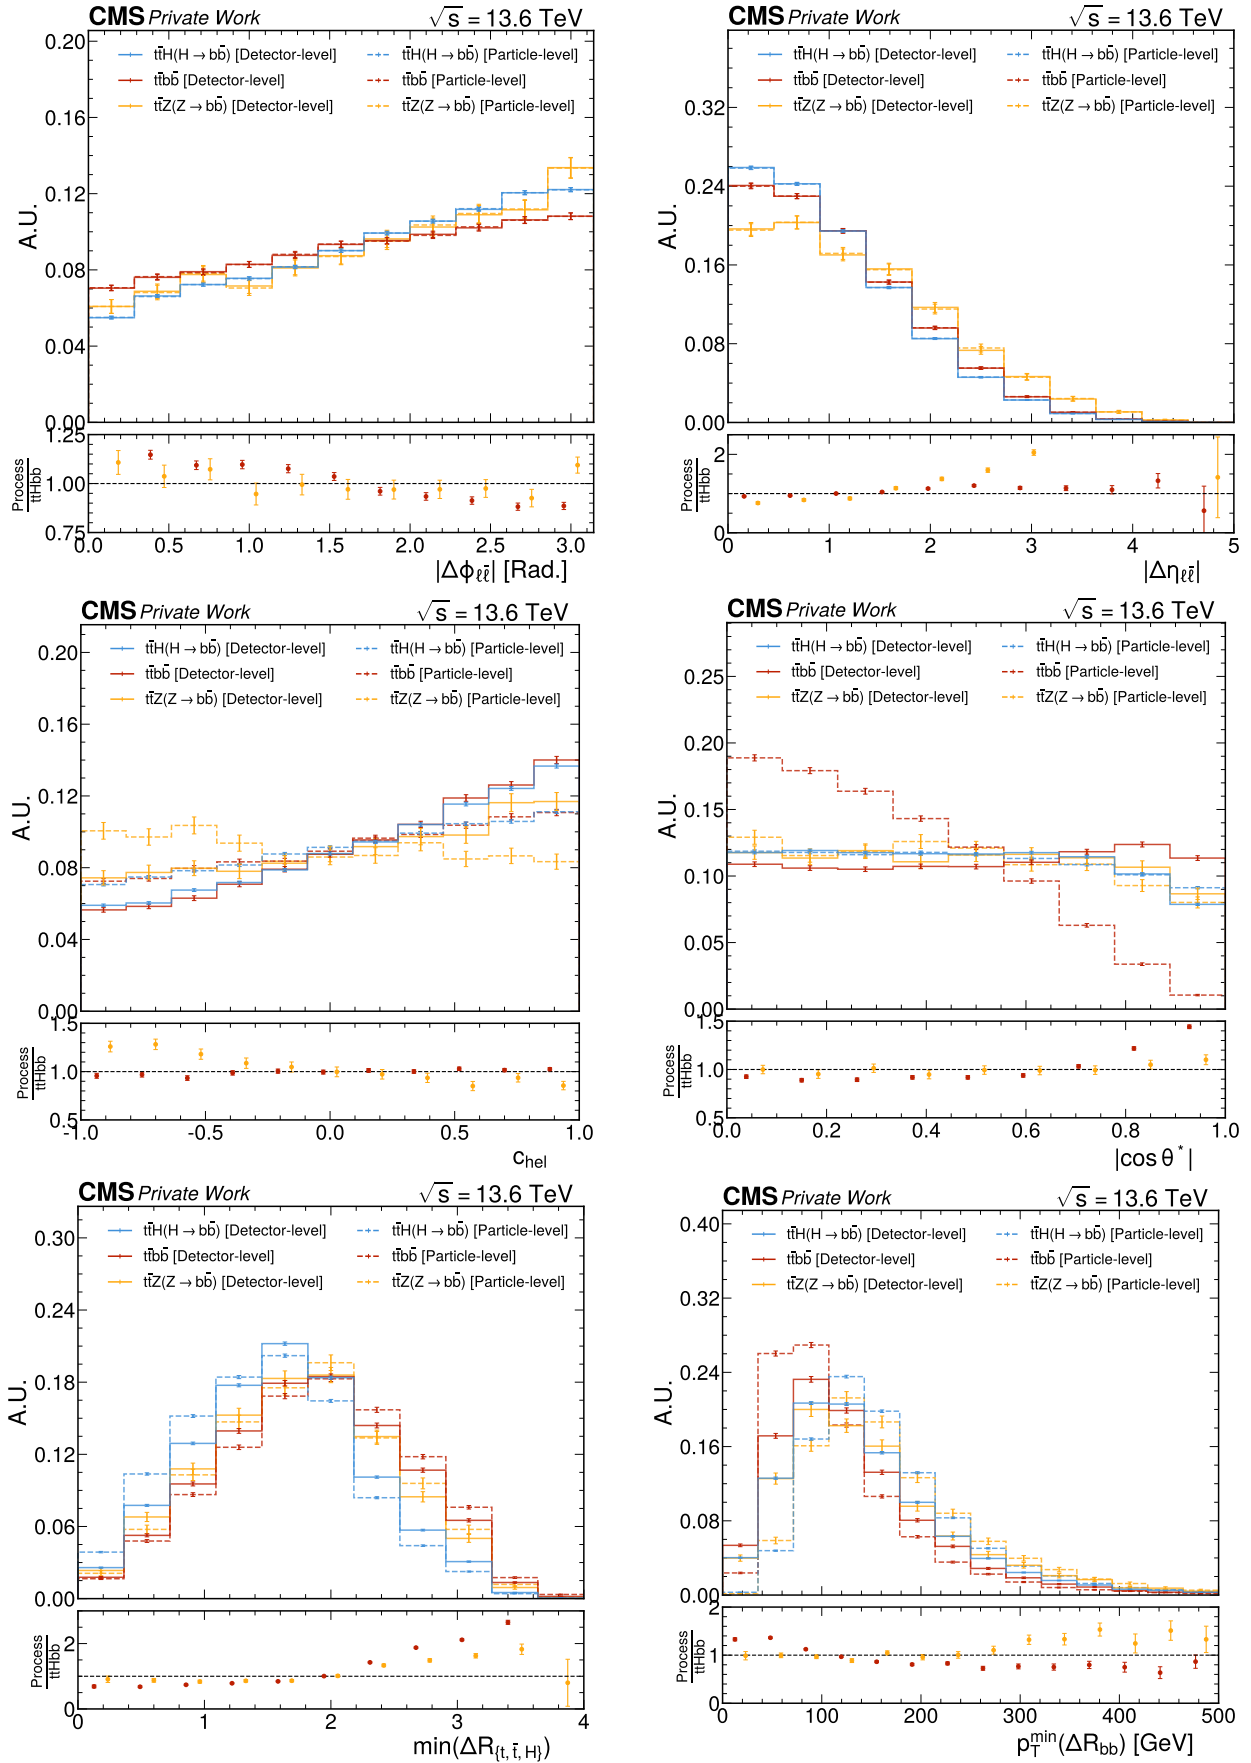 CMS Private Work √s = 13.6 TeV
tt̄H(H → bb̄) [Detector-level] tt̄H(H → bb̄) [Particle-level]
tt̄bb̄ [Detector-level] tt̄bb̄ [Particle-level]
tt̄Z(Z → bb̄) [Detector-level] tt̄Z(Z → bb̄) [Particle-level]
A.U.
0.20
0.16
0.12
0.08
0.04
0.00
Process
ttHbb
1.25
1.00
0.75
0.0 0.5 1.0 1.5 2.0 2.5 3.0
|Δϕℓℓ̄| [Rad.]
CMS Private Work √s = 13.6 TeV
tt̄H(H → bb̄) [Detector-level] tt̄H(H → bb̄) [Particle-level]
tt̄bb̄ [Detector-level] tt̄bb̄ [Particle-level]
tt̄Z(Z → bb̄) [Detector-level] tt̄Z(Z → bb̄) [Particle-level]
A.U.
0.32
0.24
0.16
0.08
0.00
Process
ttHbb
2
1
0
0 1 2 3 4 5
|Δηℓℓ̄|
CMS Private Work √s = 13.6 TeV
tt̄H(H → bb̄) [Detector-level] tt̄H(H → bb̄) [Particle-level]
tt̄bb̄ [Detector-level] tt̄bb̄ [Particle-level]
tt̄Z(Z → bb̄) [Detector-level] tt̄Z(Z → bb̄) [Particle-level]
A.U.
0.20
0.16
0.12
0.08
0.04
0.00
Process
ttHbb
1.5
1.0
0.5
-1.0 -0.5 0.0 0.5 1.0
c_hel
CMS Private Work √s = 13.6 TeV
tt̄H(H → bb̄) [Detector-level] tt̄H(H → bb̄) [Particle-level]
tt̄bb̄ [Detector-level] tt̄bb̄ [Particle-level]
tt̄Z(Z → bb̄) [Detector-level] tt̄Z(Z → bb̄) [Particle-level]
A.U.
0.25
0.20
0.15
0.10
0.05
0.00
Process
ttHbb
1.5
1.0
0.5
0.0 0.2 0.4 0.6 0.8 1.0
|cos θ*|
CMS Private Work √s = 13.6 TeV
tt̄H(H → bb̄) [Detector-level] tt̄H(H → bb̄) [Particle-level]
tt̄bb̄ [Detector-level] tt̄bb̄ [Particle-level]
tt̄Z(Z → bb̄) [Detector-level] tt̄Z(Z → bb̄) [Particle-level]
A.U.
0.30
0.24
0.18
0.12
0.06
0.00
Process
ttHbb
2
0
0 1 2 3 4
min(ΔR{t, t̄, H})
CMS Private Work √s = 13.6 TeV
tt̄H(H → bb̄) [Detector-level] tt̄H(H → bb̄) [Particle-level]
tt̄bb̄ [Detector-level] tt̄bb̄ [Particle-level]
tt̄Z(Z → bb̄) [Detector-level] tt̄Z(Z → bb̄) [Particle-level]
A.U.
0.40
0.32
0.24
0.16
0.08
0.00
Process
ttHbb
2
1
0
0 100 200 300 400 500
p_T^min(ΔR_bb) [GeV]